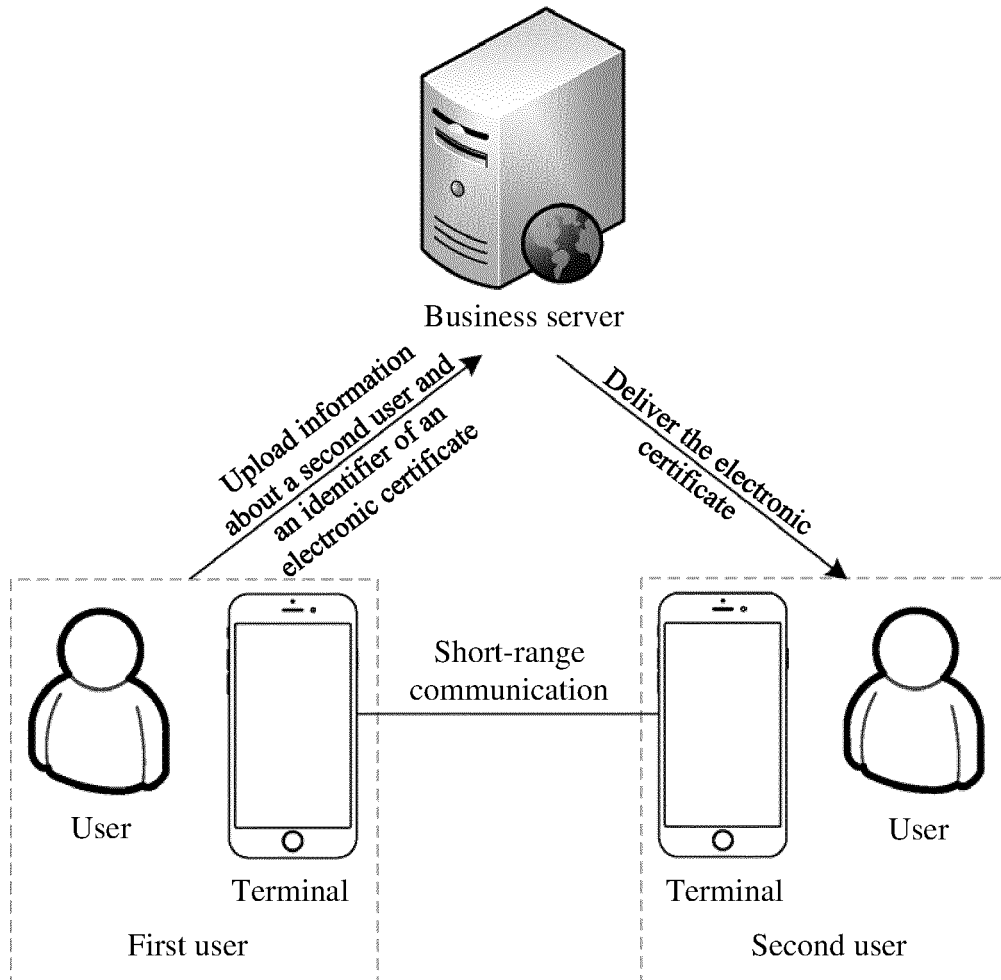 Business server
Upload information
about a second user and
an identifier of an
electronic certificate
Deliver the electronic
certificate
Short-range
communication
User
Terminal
First user
Terminal
User
Second user